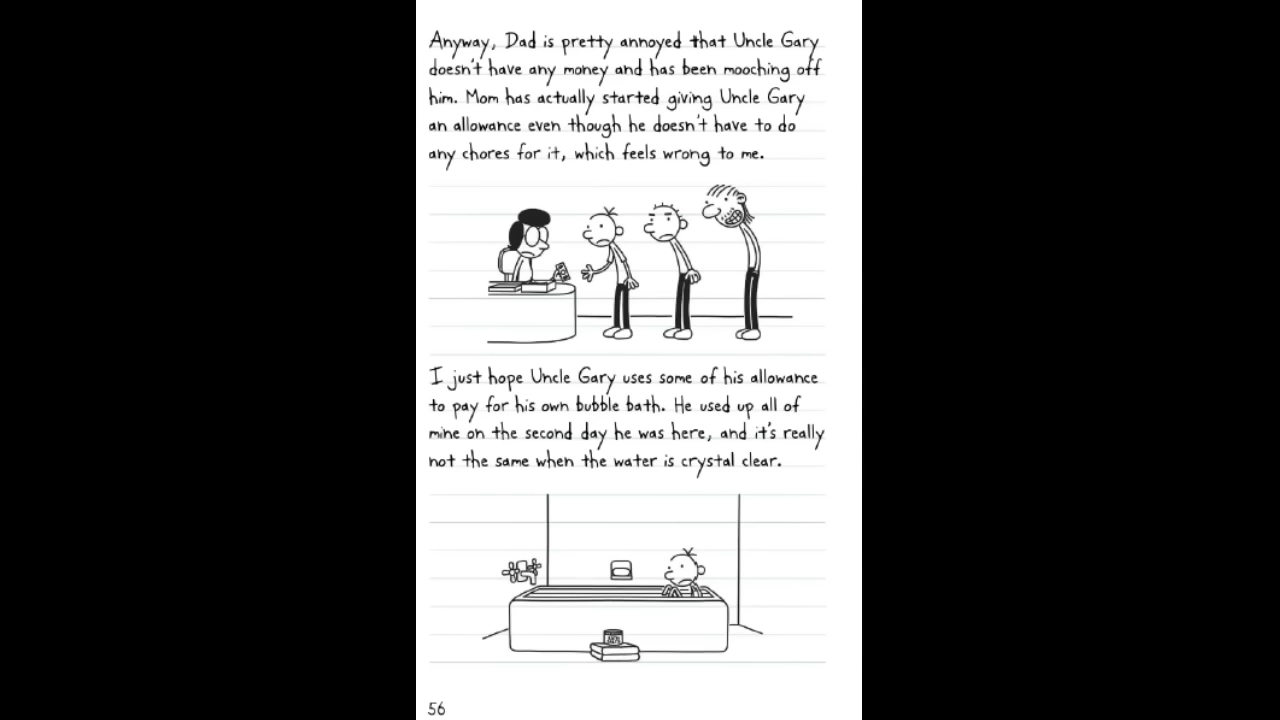 Anyway, Dad is pretty annoyed that Uncle Gary
doesn't have any money and has been mooching off
him. Mom has actually started giving Uncle Gary
an allowance even though he doesn't have to do
any chores for it, which feels wrong to me.
I just hope Uncle Gary uses some of his allowance
to pay for his own bubble bath. He used up all of
mine on the second day he was here, and it's really
not the same when the water is crystal clear.
56